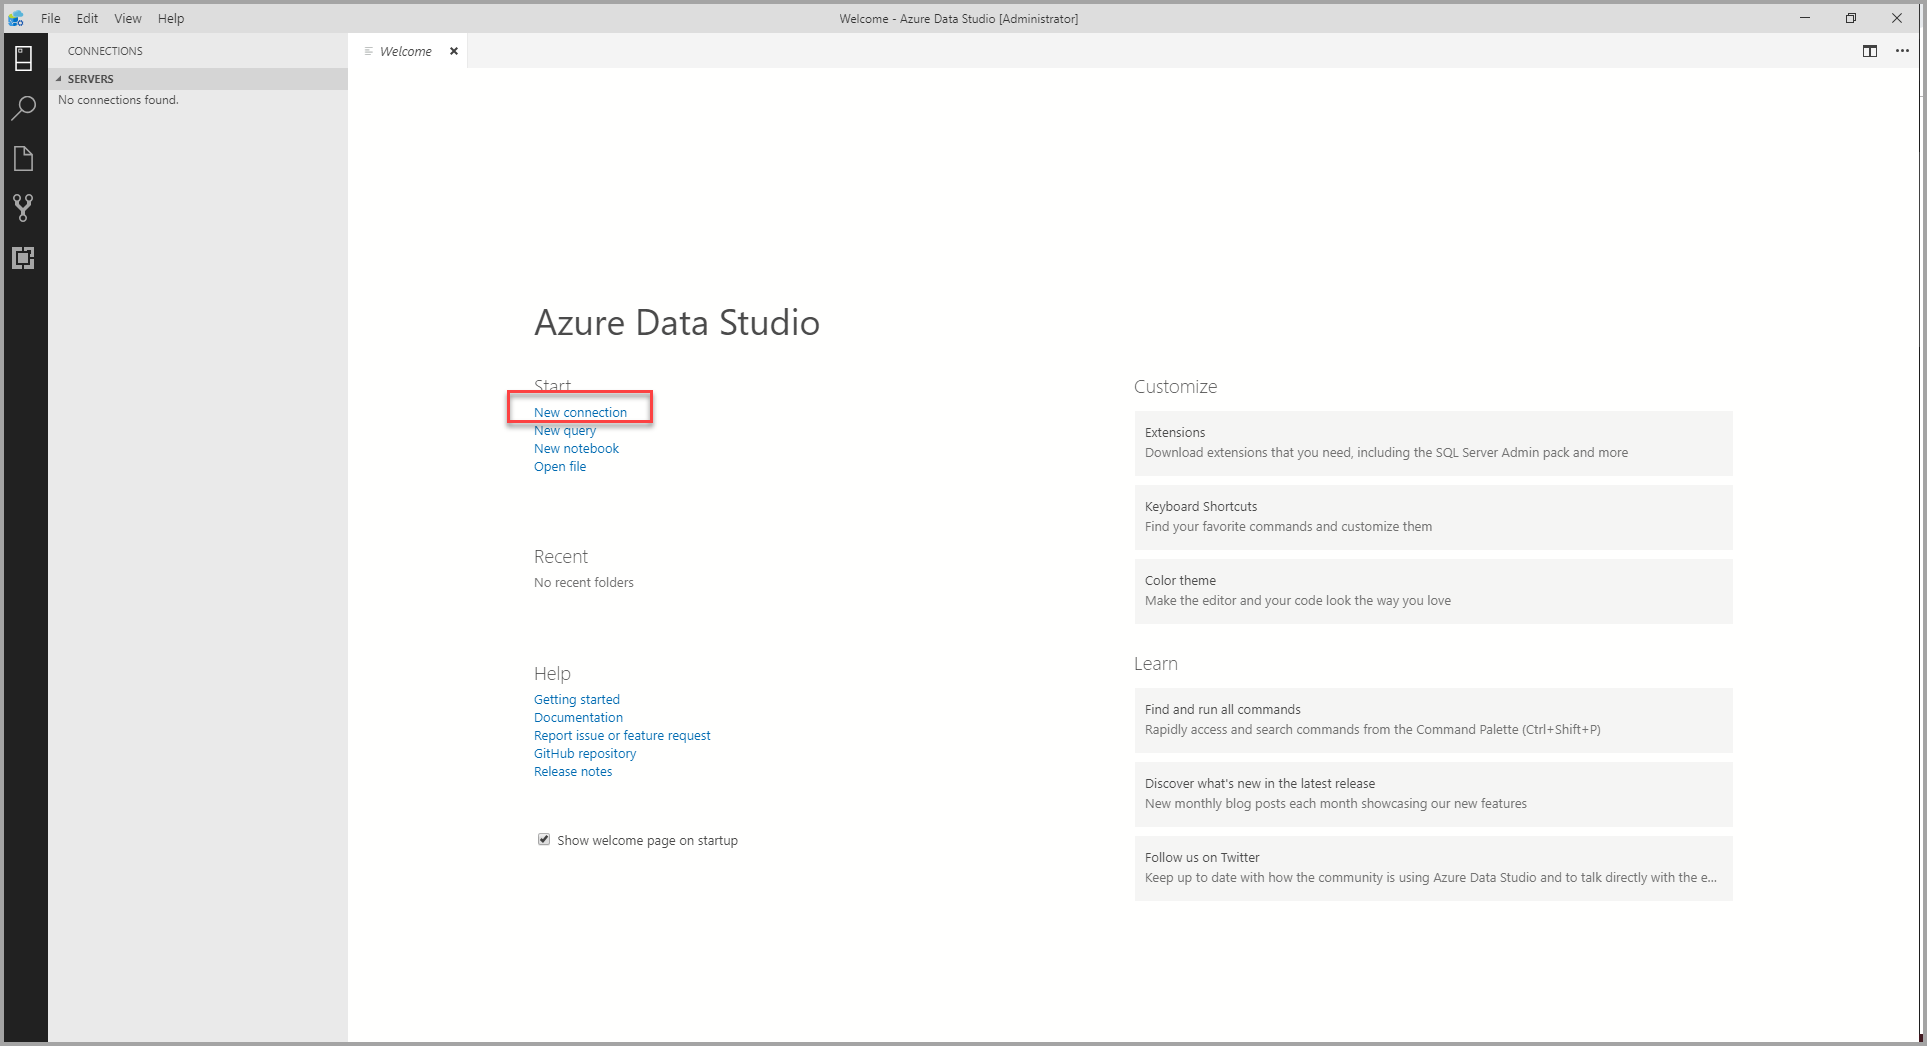 File Edit View Help
Welcome - Azure Data Studio [Administrator]
CONNECTIONS
SERVERS
No connections found.
Welcome
Azure Data Studio
Start
New connection
New query
New notebook
Open file
Recent
No recent folders
Help
Getting started
Documentation
Report issue or feature request
GitHub repository
Release notes
Show welcome page on startup
Customize
Extensions
Download extensions that you need, including the SQL Server Admin pack and more
Keyboard Shortcuts
Find your favorite commands and customize them
Color theme
Make the editor and your code look the way you love
Learn
Find and run all commands
Rapidly access and search commands from the Command Palette (Ctrl+Shift+P)
Discover what's new in the latest release
New monthly blog posts each month showcasing our new features
Follow us on Twitter
Keep up to date with how the community is using Azure Data Studio and to talk directly with the e...